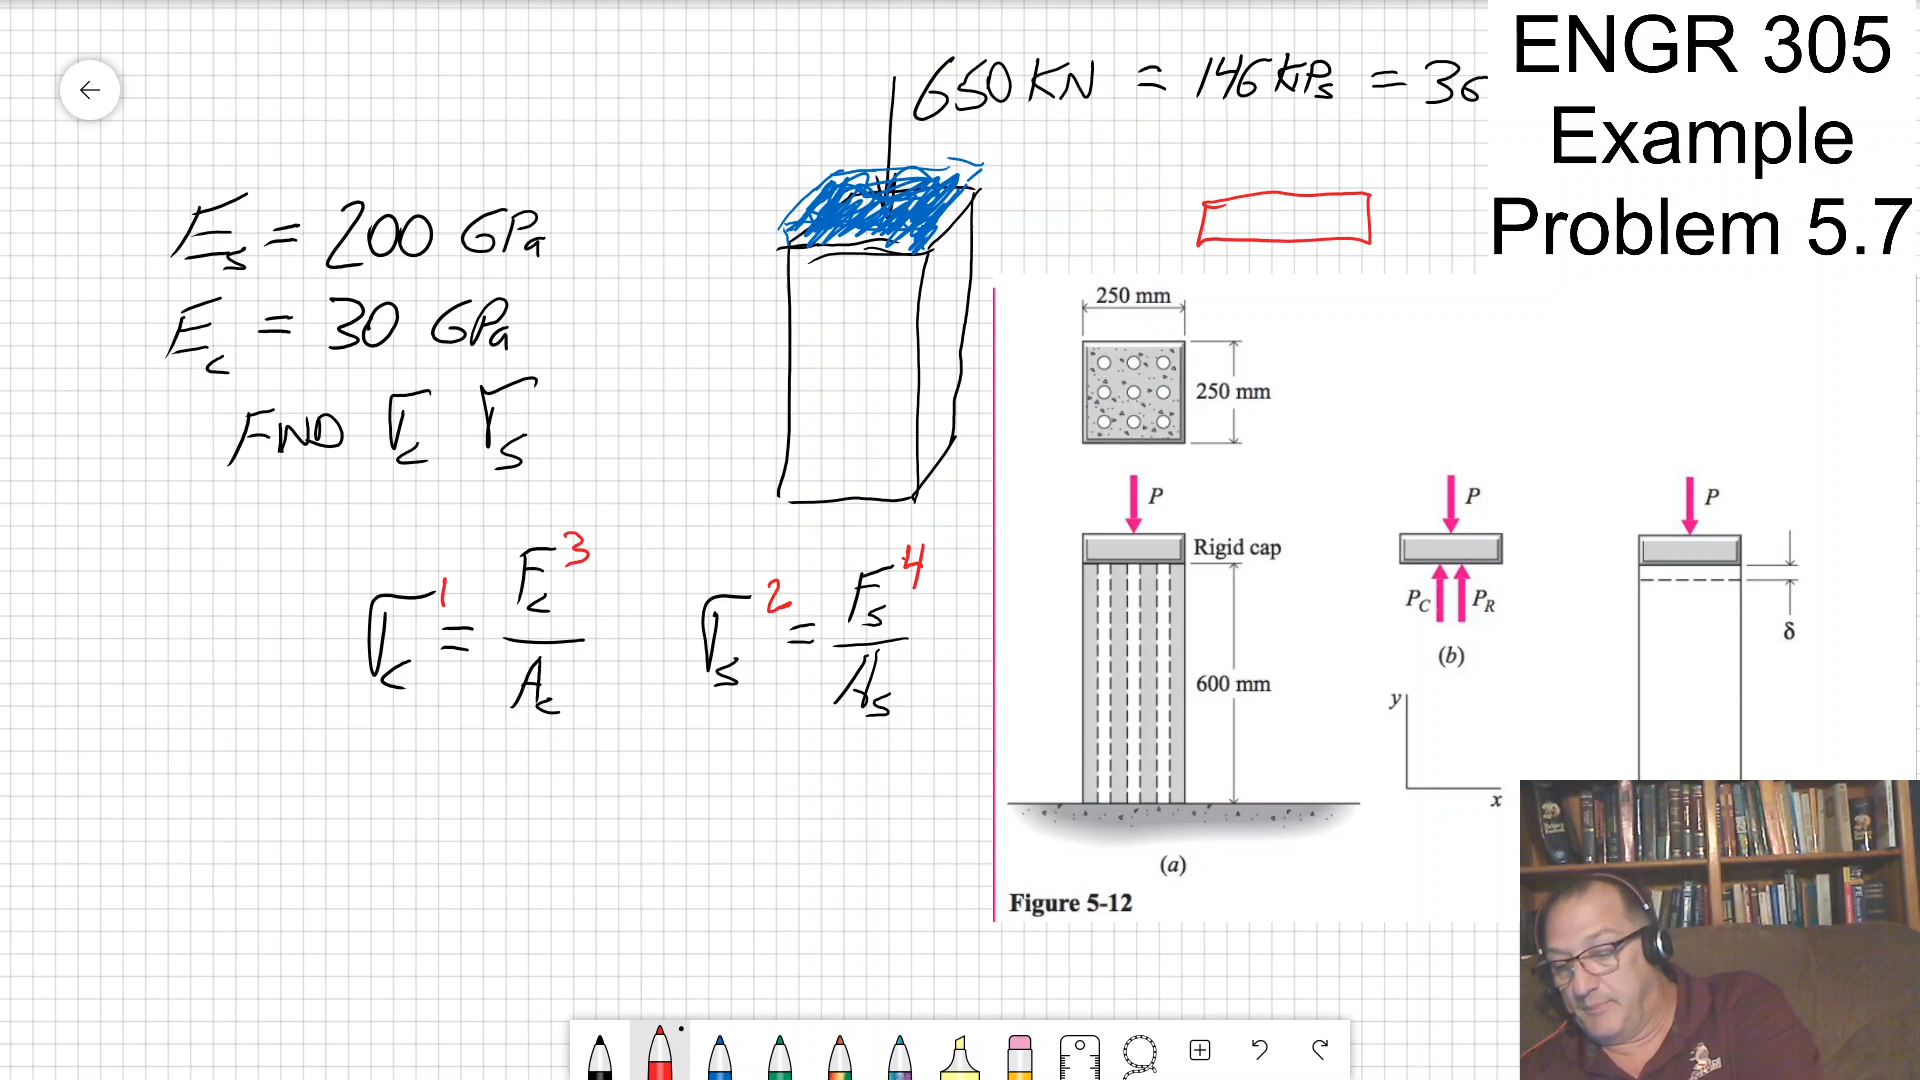 650 KN = 146 KIPS = 36
ENGR 305
Example
Problem 5.7
Es = 200 GPa
Ec = 30 GPa
FIND σc σs
σc 1 = Fc 3 / Ac
σs 2 = Fs 4 / As
250 mm
250 mm
P
Rigid cap
600 mm
(a)
P
PC PR
(b)
P
δ
y
x
Figure 5-12